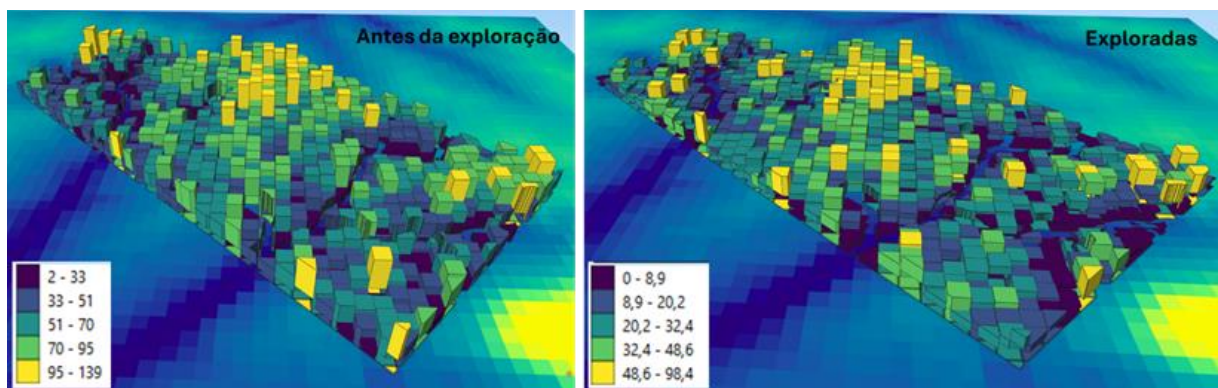 Antes da exploração
2 - 33
33 - 51
51 - 70
70 - 95
95 - 139
Exploradas
0 - 8,9
8,9 - 20,2
20,2 - 32,4
32,4 - 48,6
48,6 - 98,4